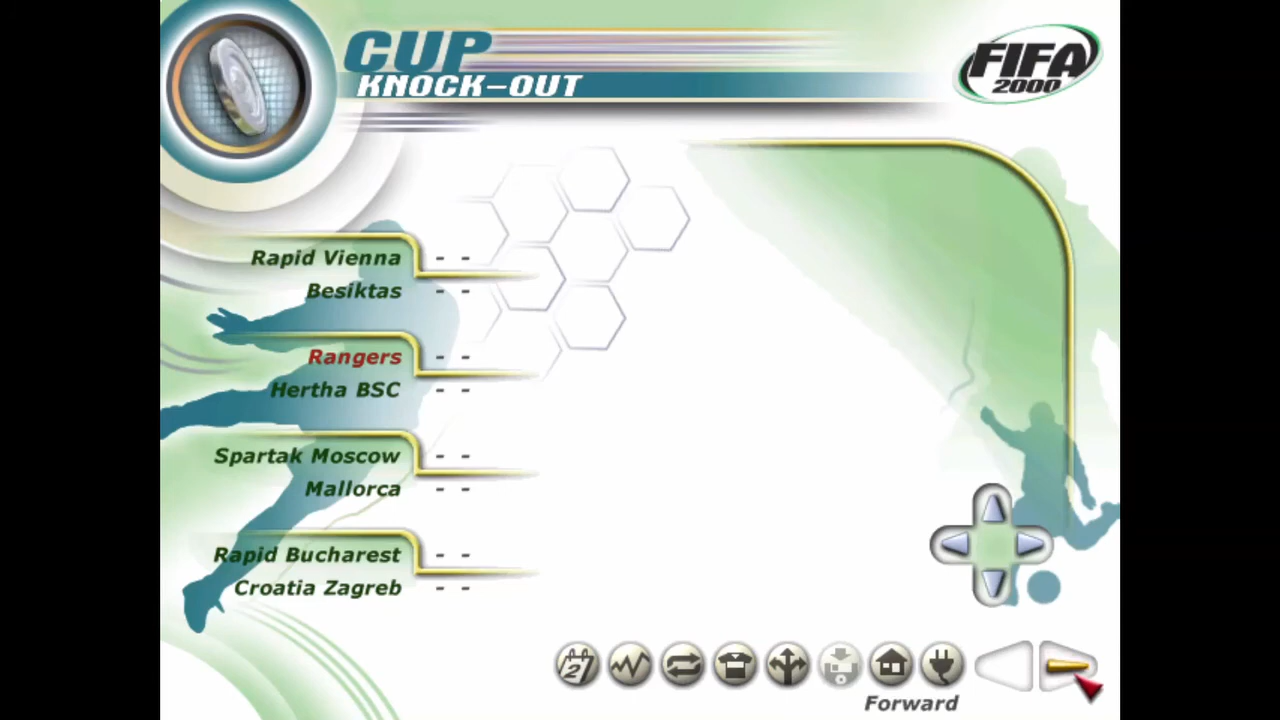 CUP
KNOCK-OUT
FIFA
2000
Rapid Vienna - -
Besiktas - -
Rangers - -
Hertha BSC - -
Spartak Moscow - -
Mallorca - -
Rapid Bucharest - -
Croatia Zagreb - -
27
Forward